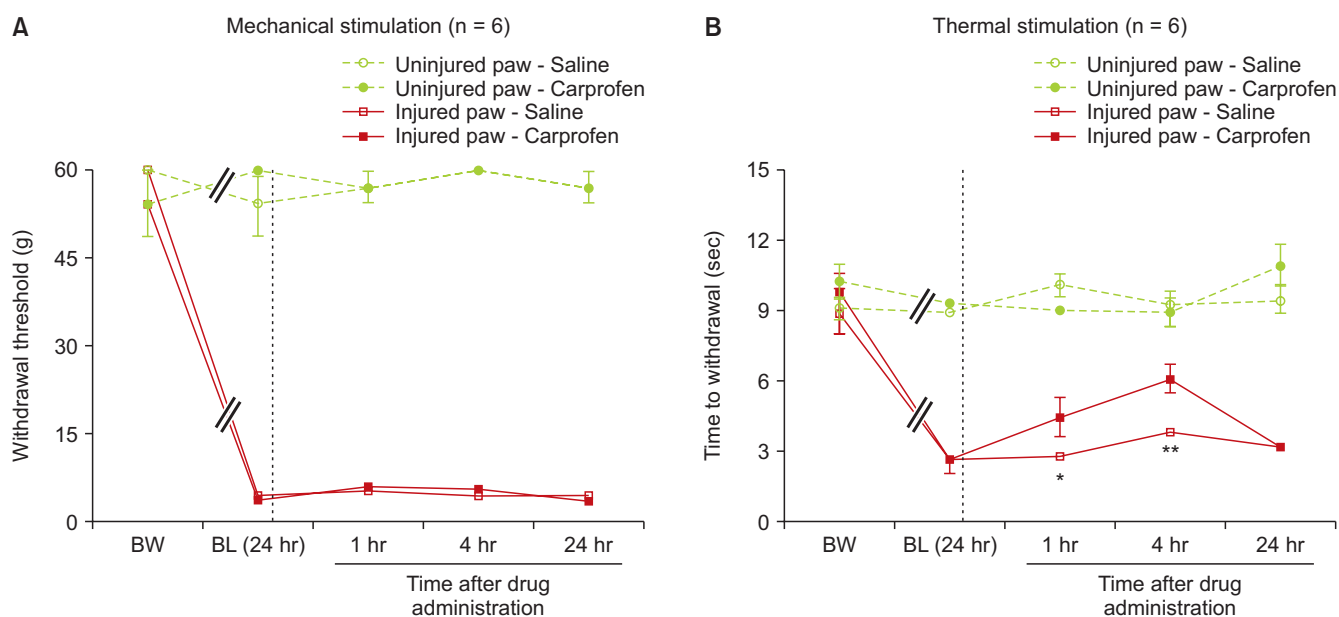 A
Mechanical stimulation (n = 6)
Uninjured paw - Saline
Uninjured paw - Carprofen
Injured paw - Saline
Injured paw - Carprofen
Withdrawal threshold (g)
60
45
30
15
0
BW
BL (24 hr)
1 hr
4 hr
24 hr
Time after drug
administration
B
Thermal stimulation (n = 6)
Uninjured paw - Saline
Uninjured paw - Carprofen
Injured paw - Saline
Injured paw - Carprofen
Time to withdrawal (sec)
15
12
9
6
3
0
*
**
BW
BL (24 hr)
1 hr
4 hr
24 hr
Time after drug
administration